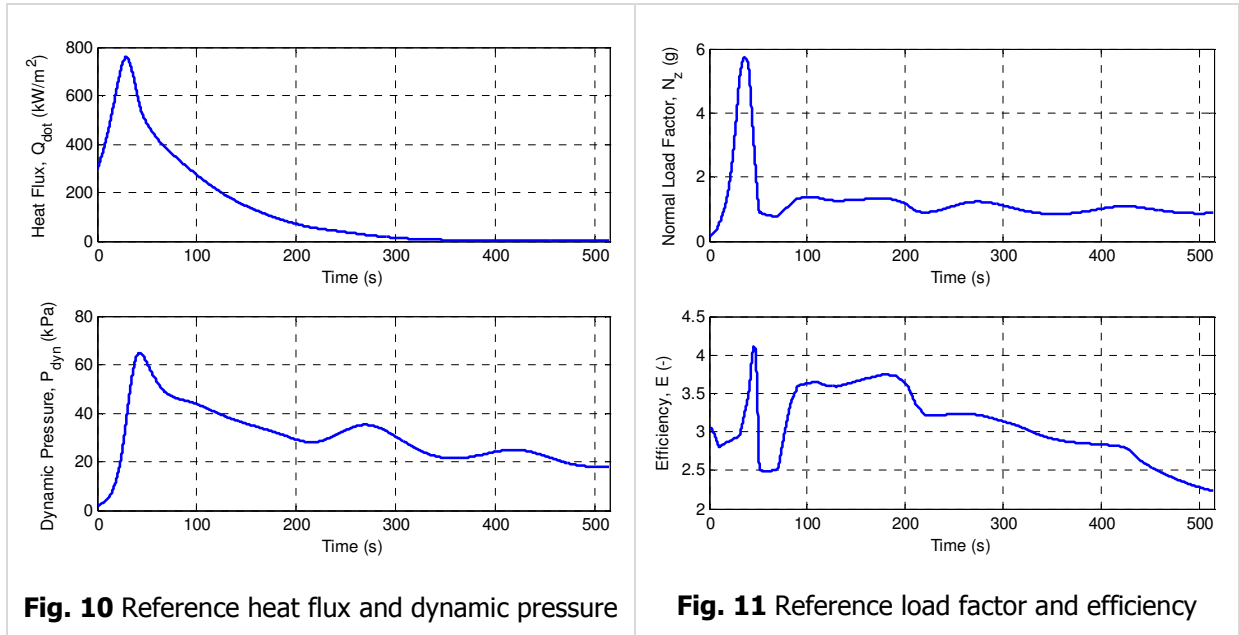 800
600
400
200
0
Heat Flux, Q_dot (kW/m²)
0 100 200 300 400 500
Time (s)
80
60
40
20
0
Dynamic Pressure, P_dyn (kPa)
0 100 200 300 400 500
Time (s)
Fig. 10 Reference heat flux and dynamic pressure
6
4
2
0
Normal Load Factor, N_z (g)
0 100 200 300 400 500
Time (s)
4.5
4
3.5
3
2.5
2
Efficiency, E (-)
0 100 200 300 400 500
Time (s)
Fig. 11 Reference load factor and efficiency